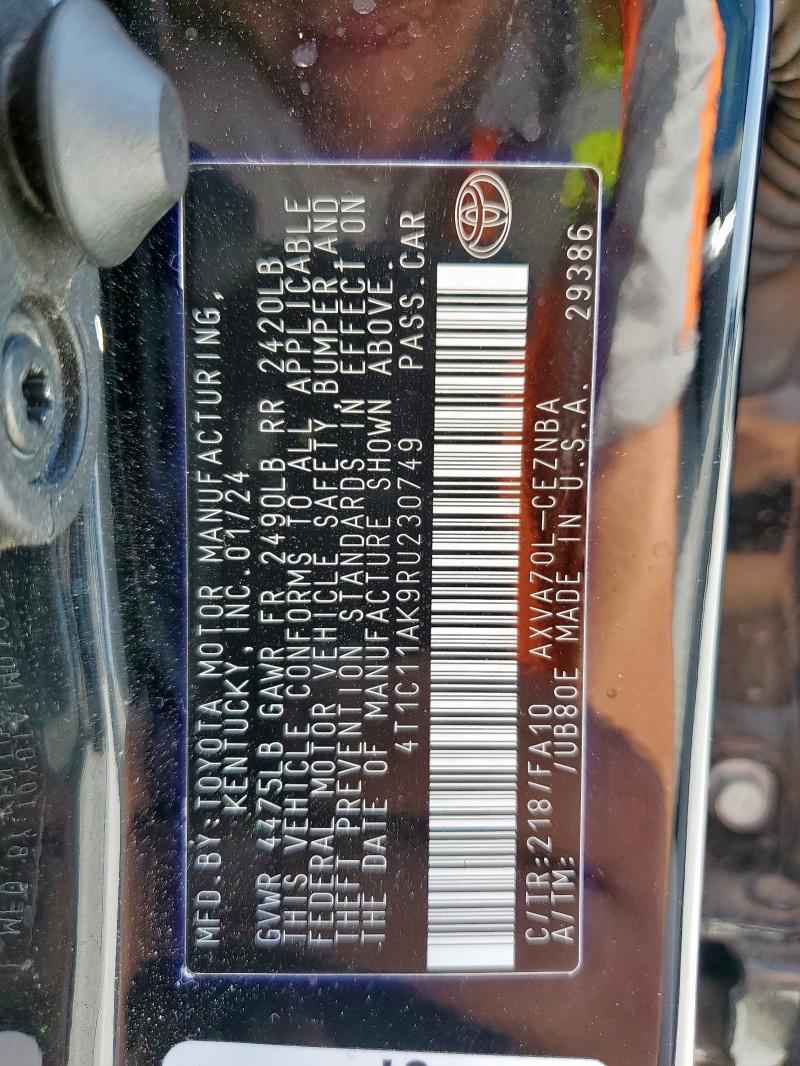 MFD.BY:TOYOTA MOTOR MANUFACTURING,
KENTUCKY,INC.01/24
GVWR 4475LB GAWR FR 2490LB RR 2420LB
THIS VEHICLE CONFORMS TO ALL APPLICABLE
FEDERAL MOTOR VEHICLE SAFETY,BUMPER,AND
THEFT PREVENTION STANDARDS IN EFFECT ON
THE DATE OF MANUFACTURE SHOWN ABOVE.
4T1C11AK9RU230749 PASS.CAR
C/TR:218/FA10 AXVA70L-CEZNBA
A/TM: /UB80E MADE IN U.S.A. 29386